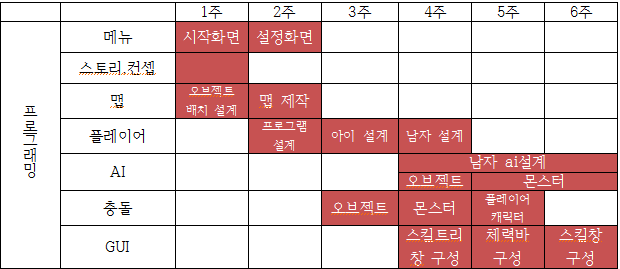 1주 2주 3주 4주 5주 6주
프로그래밍
메뉴 시작화면 설정화면
스토리,컨셉
맵 오브젝트 배치 설계 맵 제작
플레이어 프로그램 설계 아이 설계 남자 설계
AI 남자 ai설계
오브젝트 몬스터
충돌 오브젝트 몬스터 플레이어 캐릭터
GUI 스킬트리 창 구성 체력바 구성 스킬창 구성